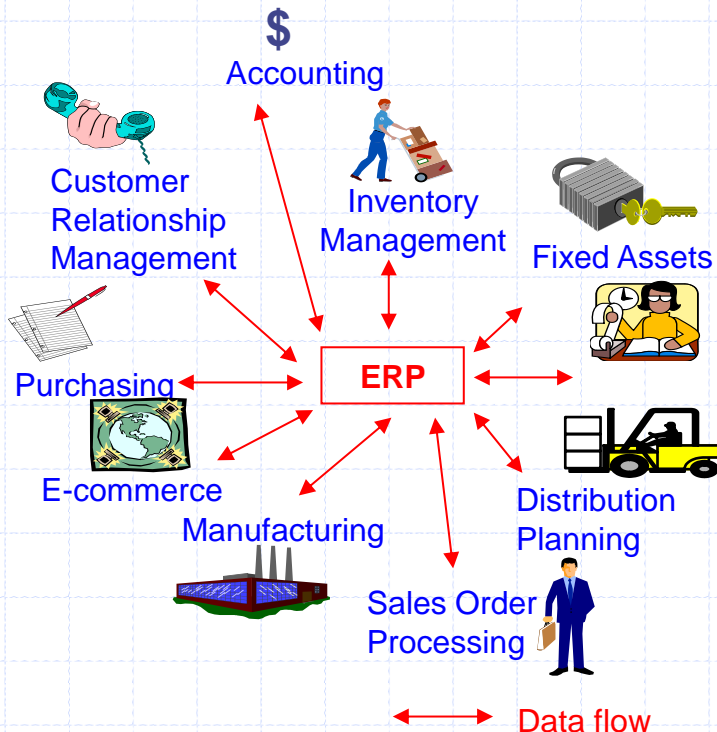 $
Accounting
Customer
Relationship
Management
Inventory
Management
Fixed Assets
ERP
Purchasing
E-commerce
Manufacturing
Distribution
Planning
Sales Order
Processing
Data flow